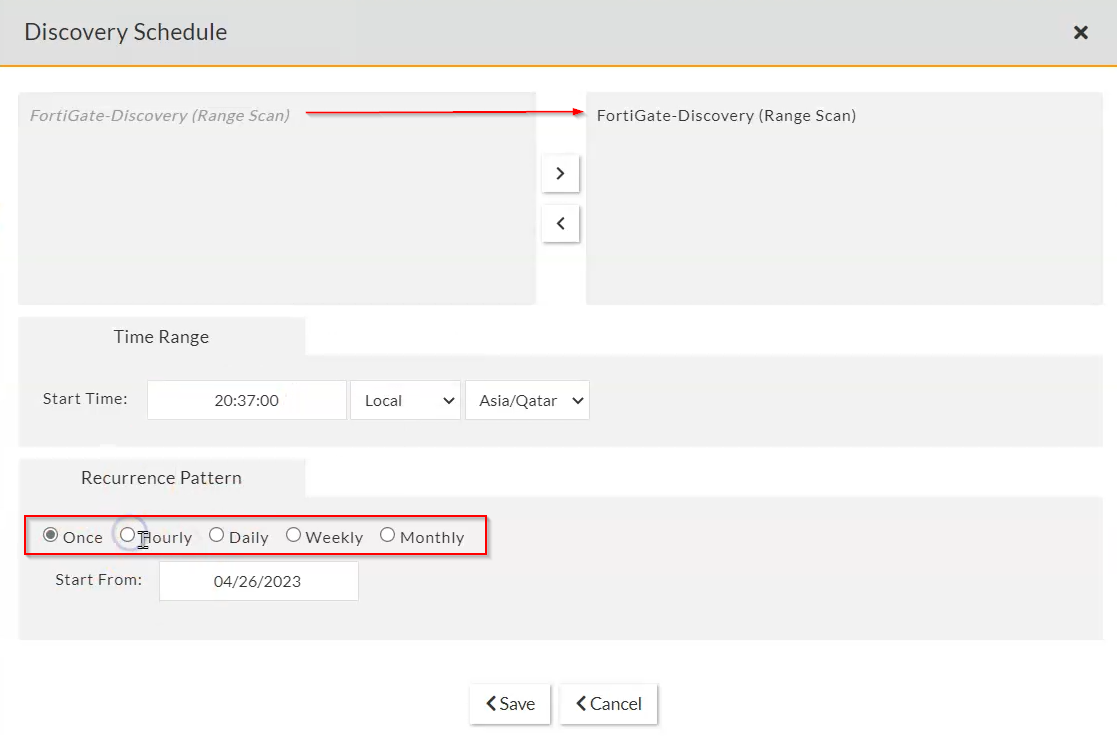 Discovery Schedule
FortiGate-Discovery (Range Scan)
FortiGate-Discovery (Range Scan)
Time Range
Start Time: 20:37:00 Local Asia/Qatar
Recurrence Pattern
Once Hourly Daily Weekly Monthly
Start From: 04/26/2023
Save Cancel